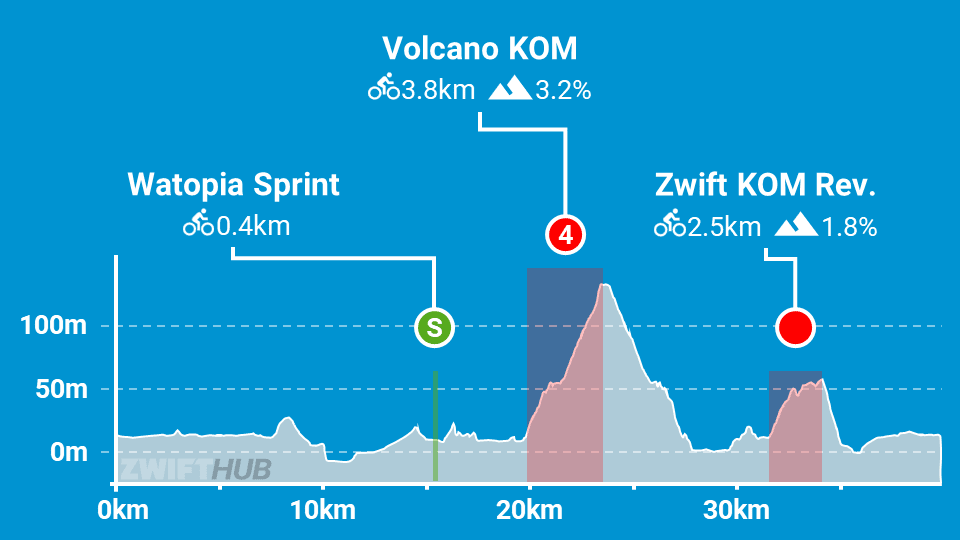 Volcano KOM
3.8km 3.2%
Watopia Sprint
0.4km
Zwift KOM Rev.
2.5km 1.8%
4
S
100m
50m
0m
ZWIFTHUB
0km 10km 20km 30km